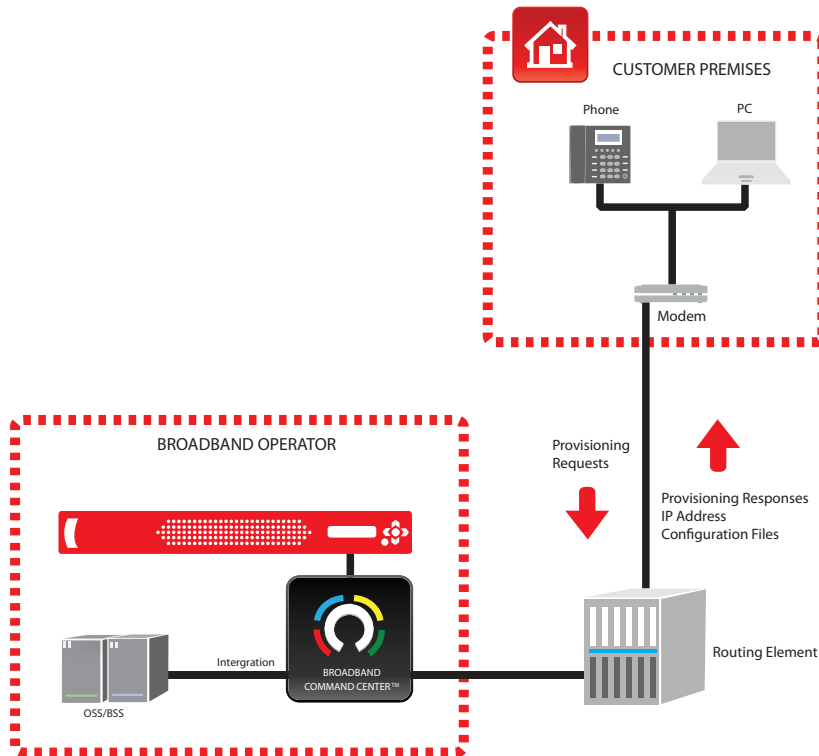 CUSTOMER PREMISES
Phone
PC
Modem
Provisioning
Requests
Provisioning Responses
IP Address
Configuration Files
Routing Element
BROADBAND OPERATOR
Intergration
BROADBAND
COMMAND CENTER™
OSS/BSS